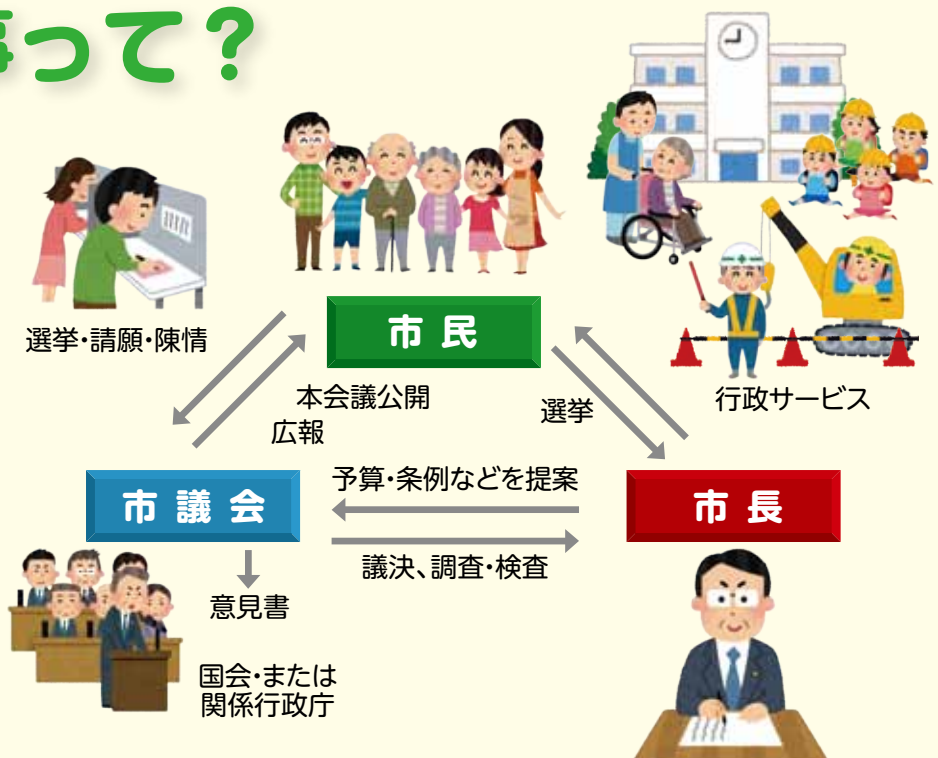 って?
市民
選挙・請願・陳情
本会議公開
広報
選挙
行政サービス
市議会
予算・条例などを提案
市長
議決、調査・検査
意見書
国会・または
関係行政庁